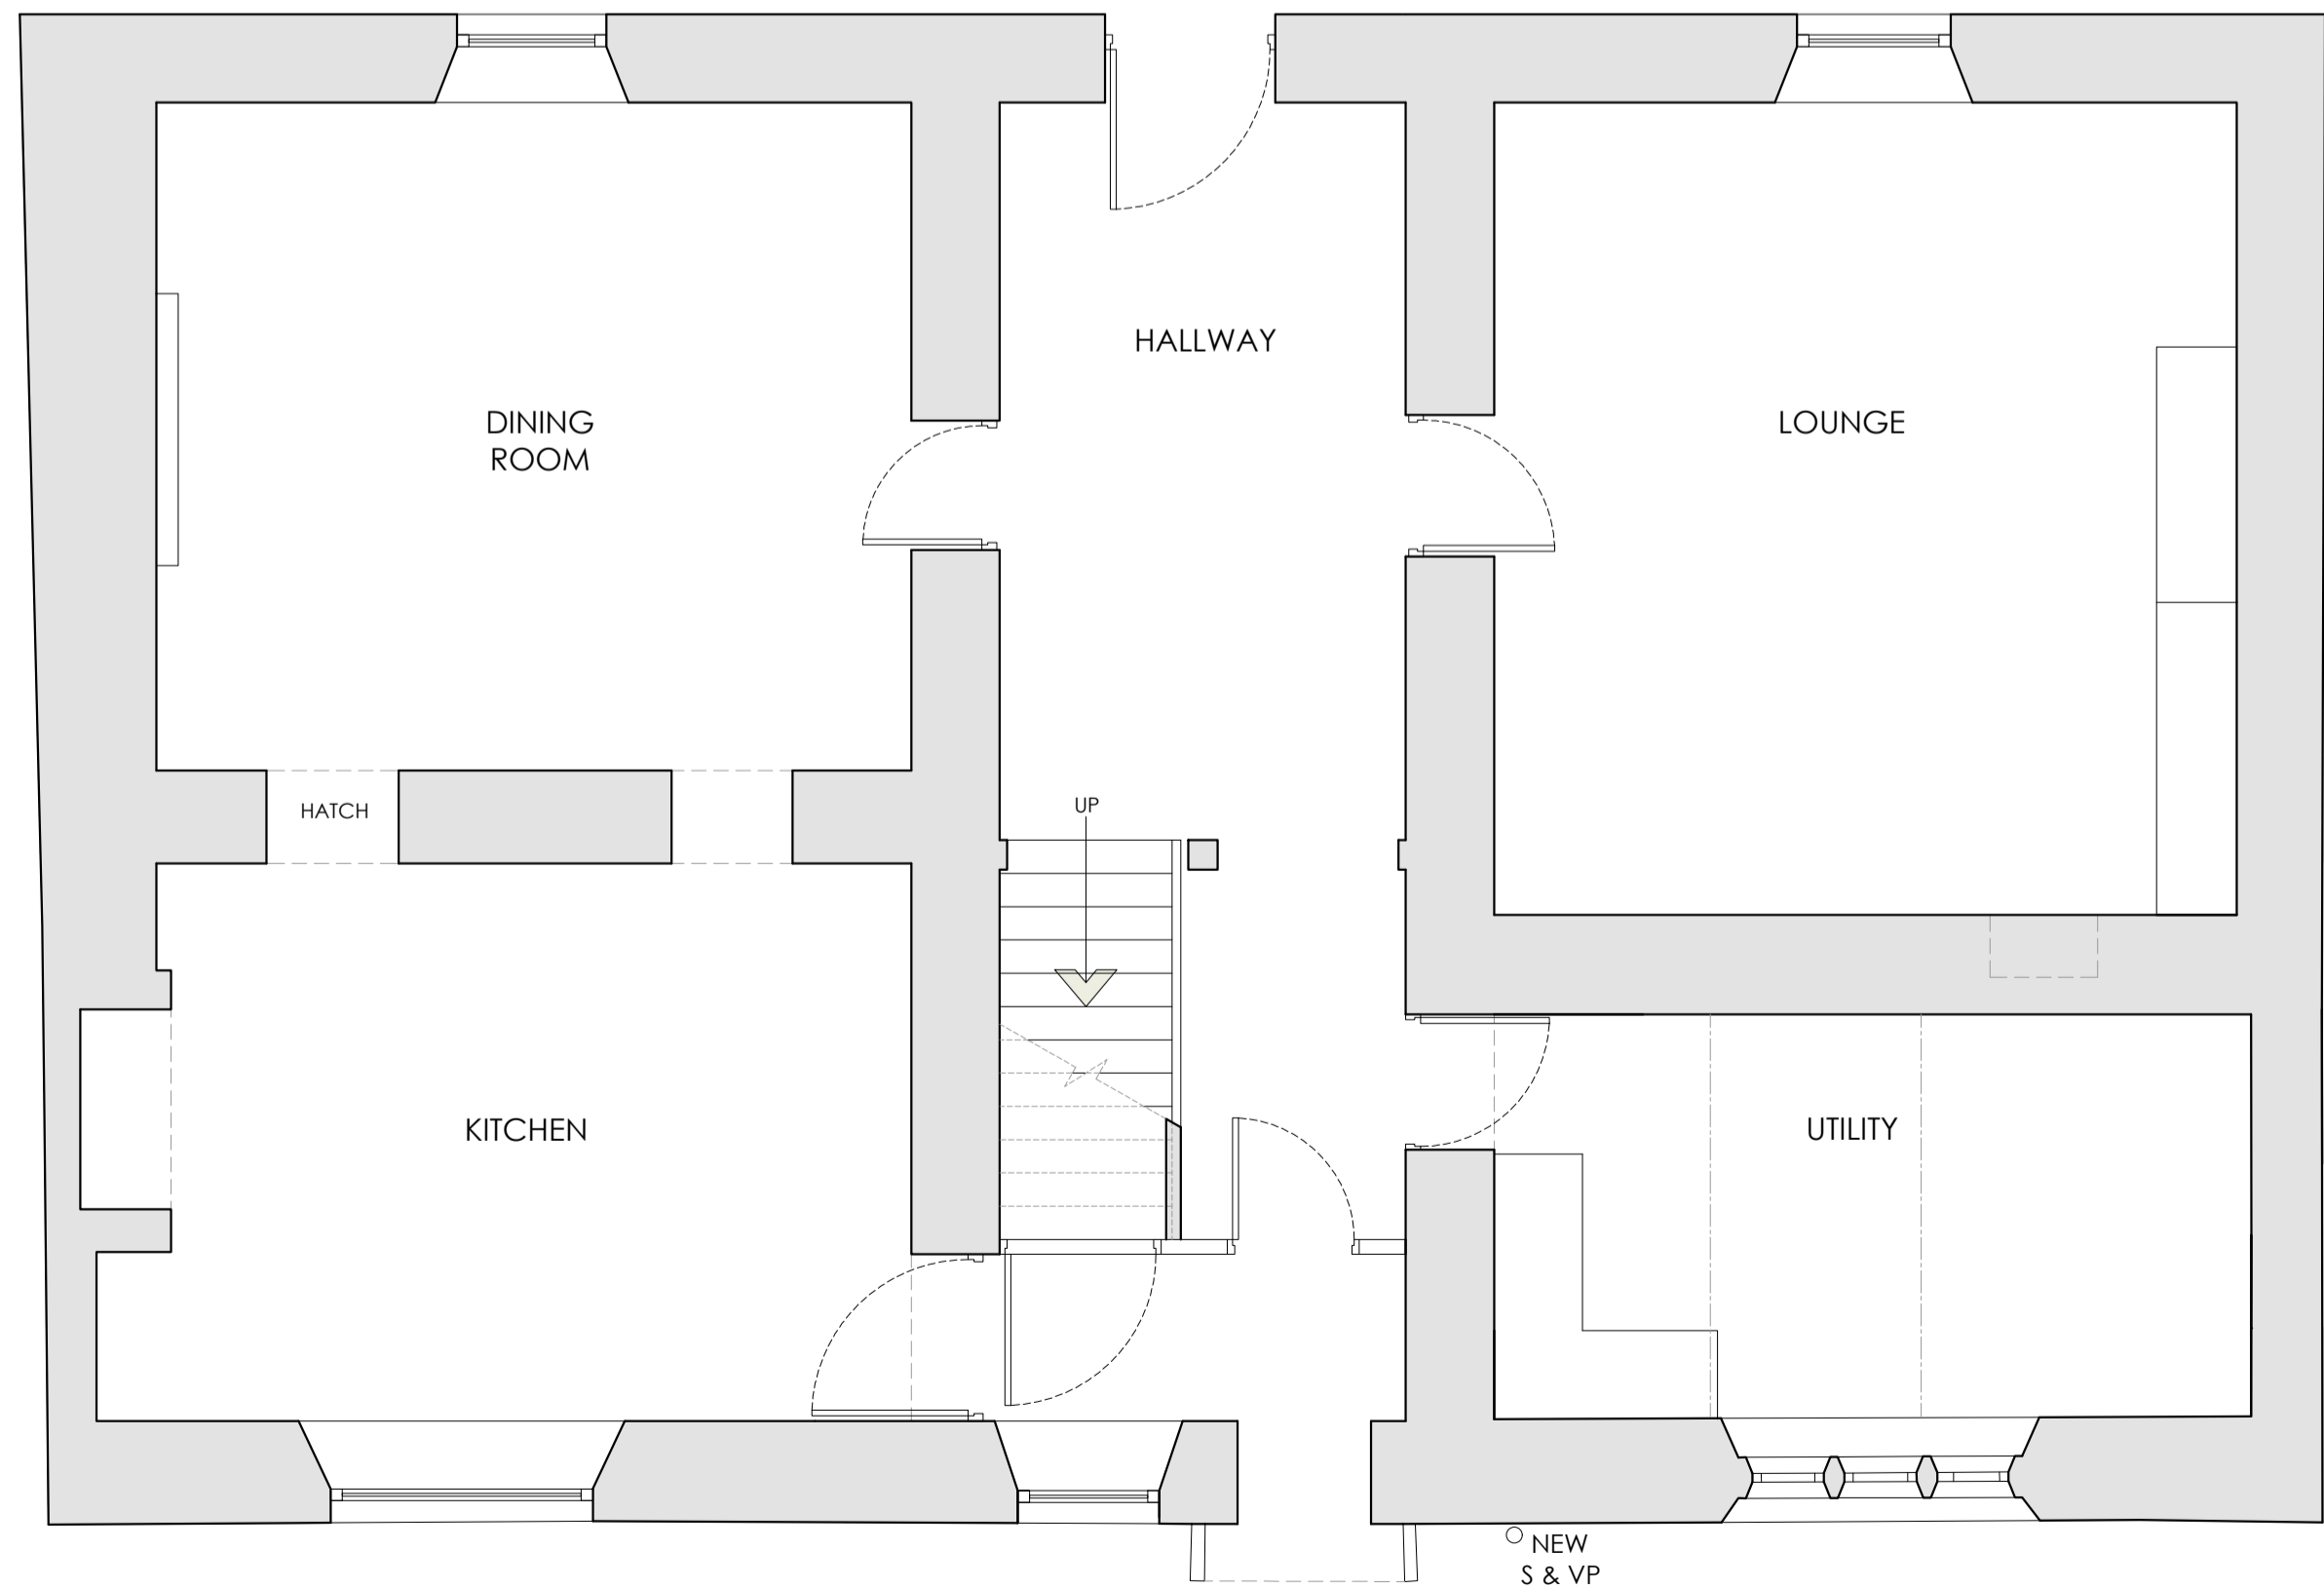 HALLWAY
DINING
ROOM
LOUNGE
HATCH
UP
KITCHEN
UTILITY
NEW
S & VP